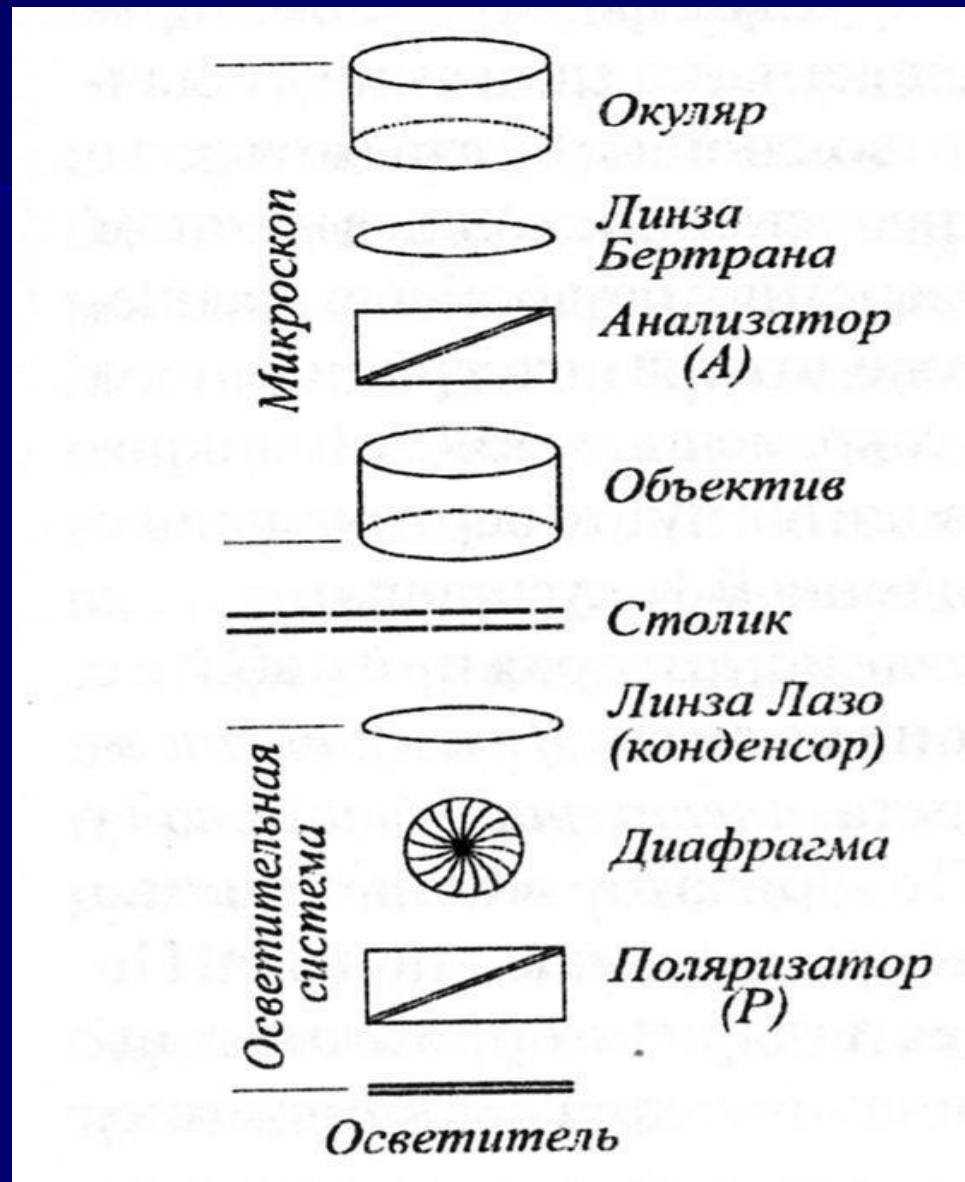 Окуляр
Линза
Бертрана
Анализатор
(А)
Микроскоп
Объектив
Столик
Линза Лазо
(конденсор)
Диафрагма
Поляризатор
(Р)
Осветительная
система
Осветитель